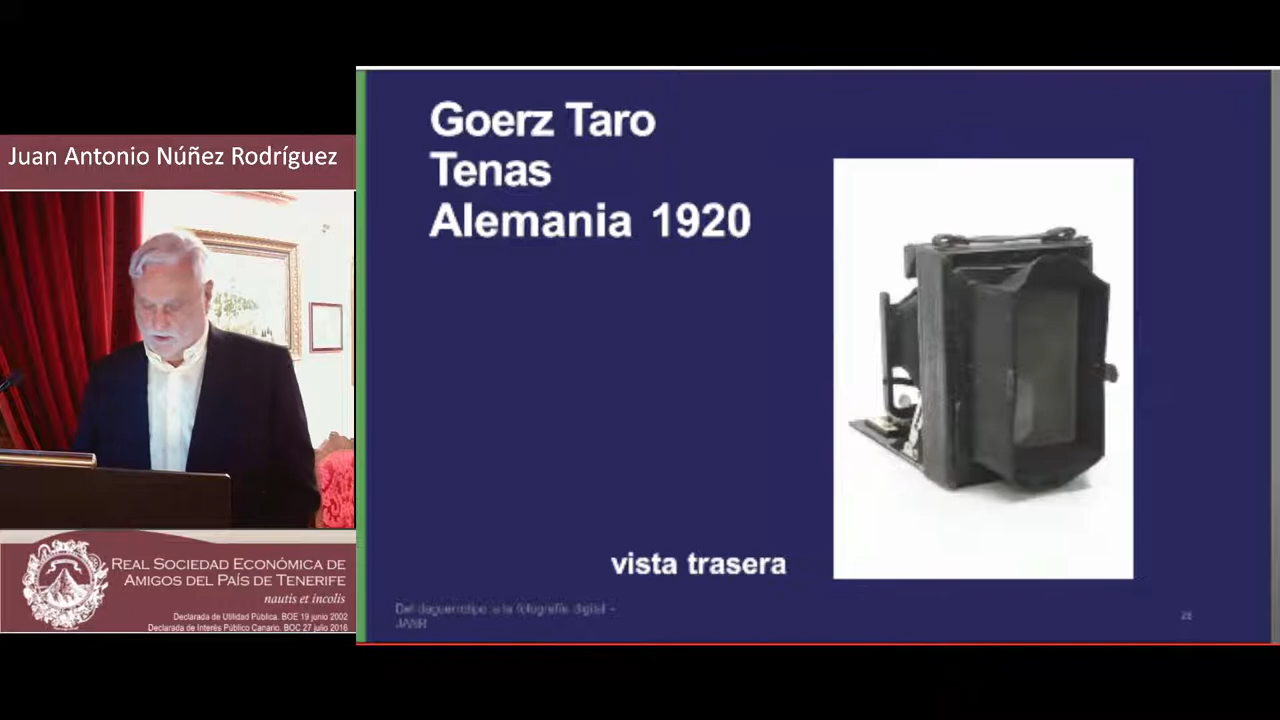 Juan Antonio Núñez Rodríguez
REAL SOCIEDAD ECONÓMICA DE
AMIGOS DEL PAÍS DE TENERIFE
nautis et incolis
Declarada de Utilidad Pública. BOE 19 junio 2002
Declarada de Interés Público Canario. BOC 27 julio 2016
Goerz Taro
Tenas
Alemania 1920
vista trasera
Del daguerrotipo a la fotografía digital –
JANR